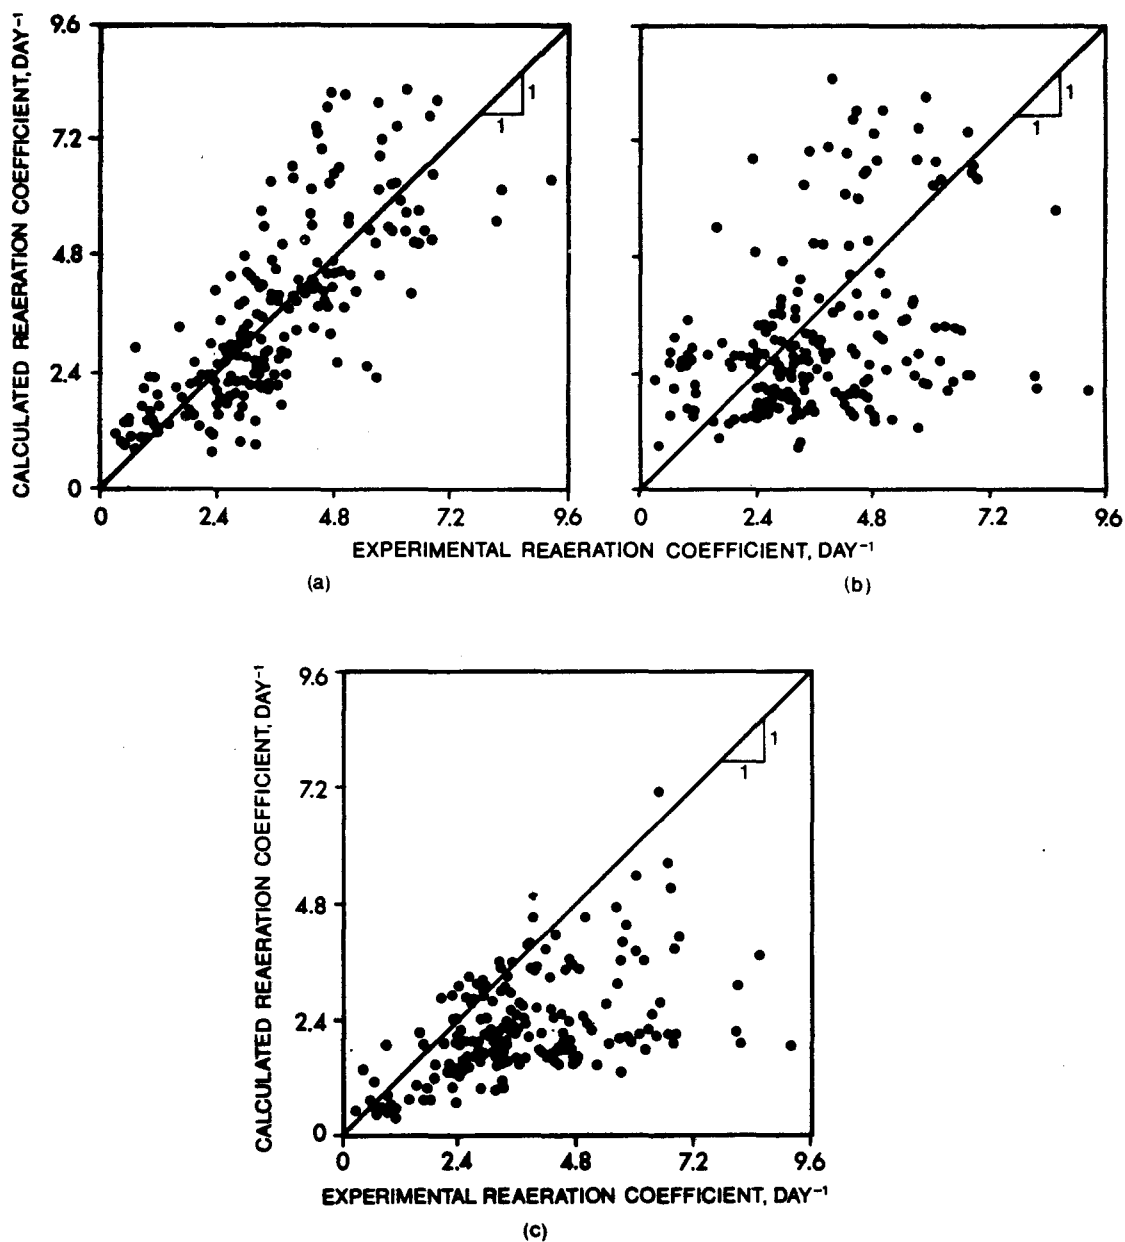 CALCULATED REAERATION COEFFICIENT, DAY⁻¹
9.6
7.2
4.8
2.4
0
1
1
0 2.4 4.8 7.2 9.6
1
1
0 2.4 4.8 7.2 9.6
EXPERIMENTAL REAERATION COEFFICIENT, DAY⁻¹
(a) (b)
CALCULATED REAERATION COEFFICIENT, DAY⁻¹
9.6
7.2
4.8
2.4
0
1
1
0 2.4 4.8 7.2 9.6
EXPERIMENTAL REAERATION COEFFICIENT, DAY⁻¹
(c)